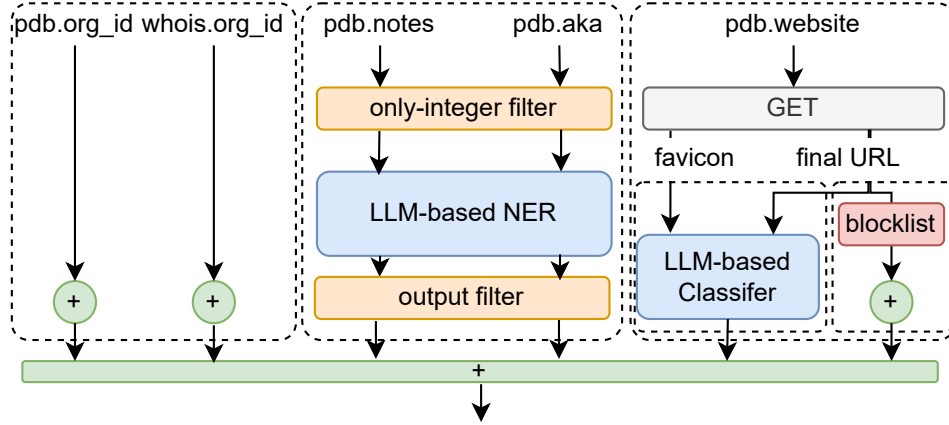 pdb.org_id whois.org_id
pdb.notes
pdb.aka
pdb.website
only-integer filter
GET
favicon
final URL
LLM-based NER
blocklist
LLM-based
Classifer
output filter
+
+
+
+